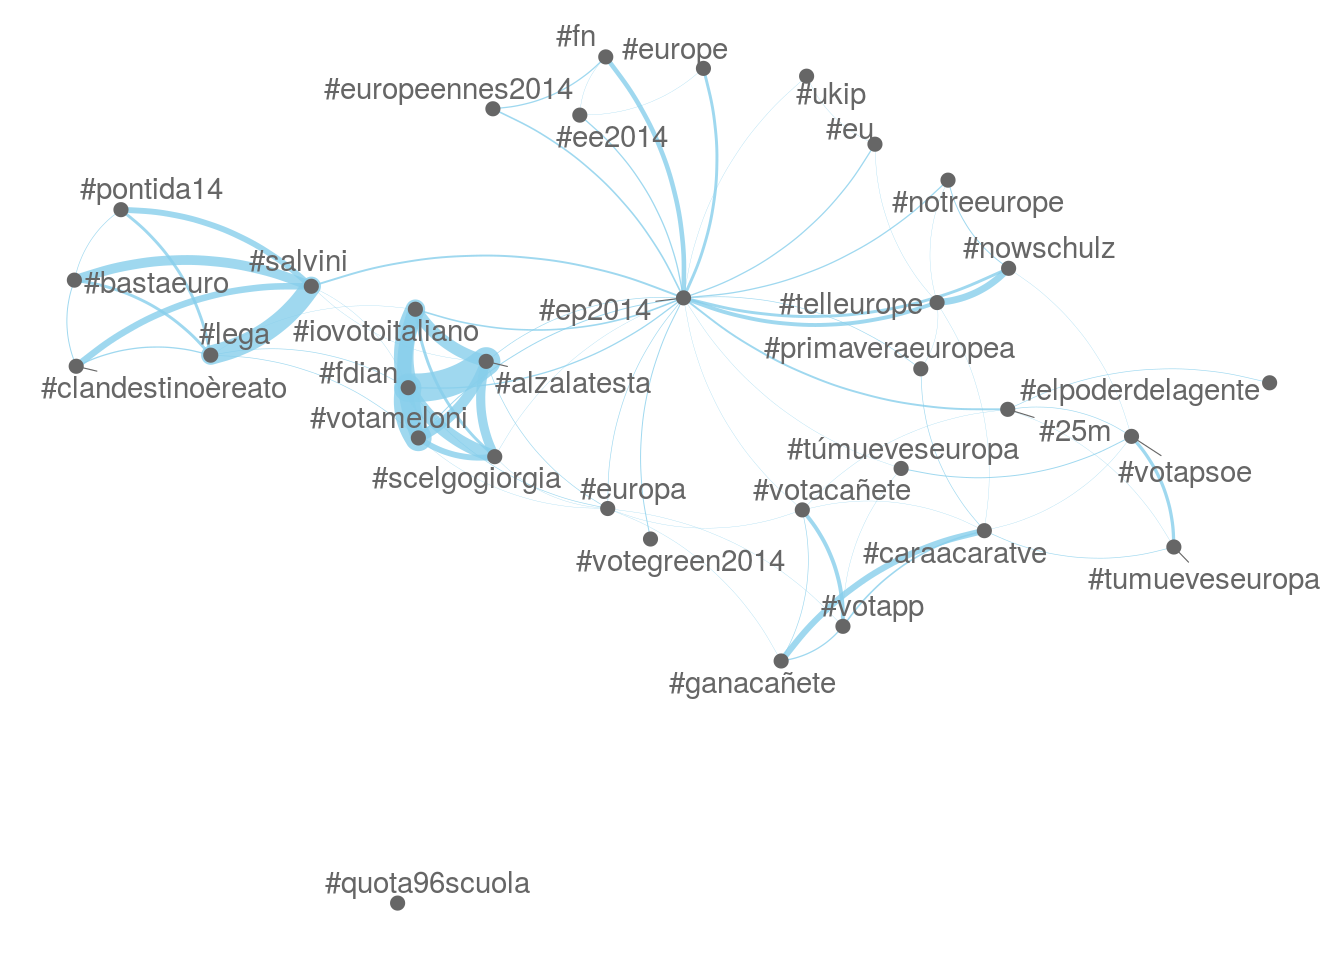 #fn
#europe
#europeennes2014
#ukip
#eu
#ee2014
#pontida14
#notreeurope
#nowschulz
#salvini
#bastaeuro
#ep2014
#telleurope
#iovotoitaliano
#lega
#primaveraeuropea
#fdian
#alzalatesta
#clandestinoèreato
#elpoderdelagente
#votameloni
#25m
#túmueveseuropa
#votapsoe
#scelgogiorgia
#europa
#votacañete
#votegreen2014
#caraacaratve
#tumueveseuropa
#votapp
#ganacañete
#quota96scuola